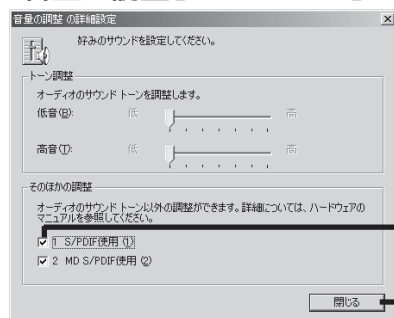 音量の調整 の詳細設定
好みのサウンドを設定してください。
トーン調整
オーディオのサウンド トーンを調整します。
低音(B):
低
高
高音(T):
低
高
そのほかの調整
オーディオのサウンド トーン以外の調整ができます。詳細については、ハードウェアの
マニュアルを参照してください。
1 S/PDIF使用 (1)
2 MD S/PDIF使用 (2)
閉じる